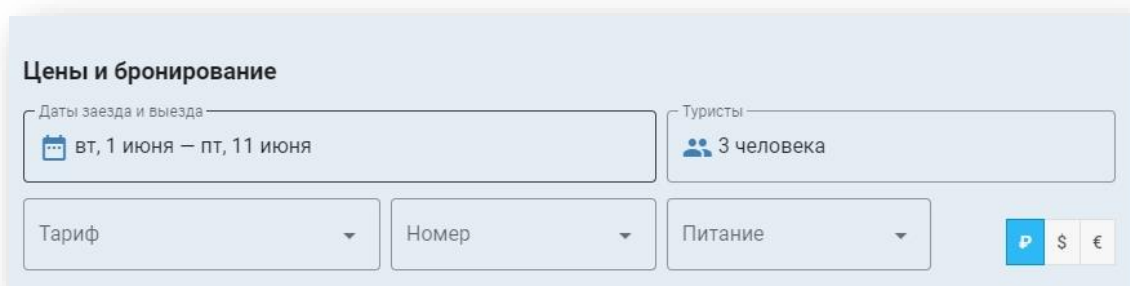 Цены и бронирование
Даты заезда и выезда
вт, 1 июня — пт, 11 июня
Туристы
3 человека
Тариф
Номер
Питание
₽ $ €